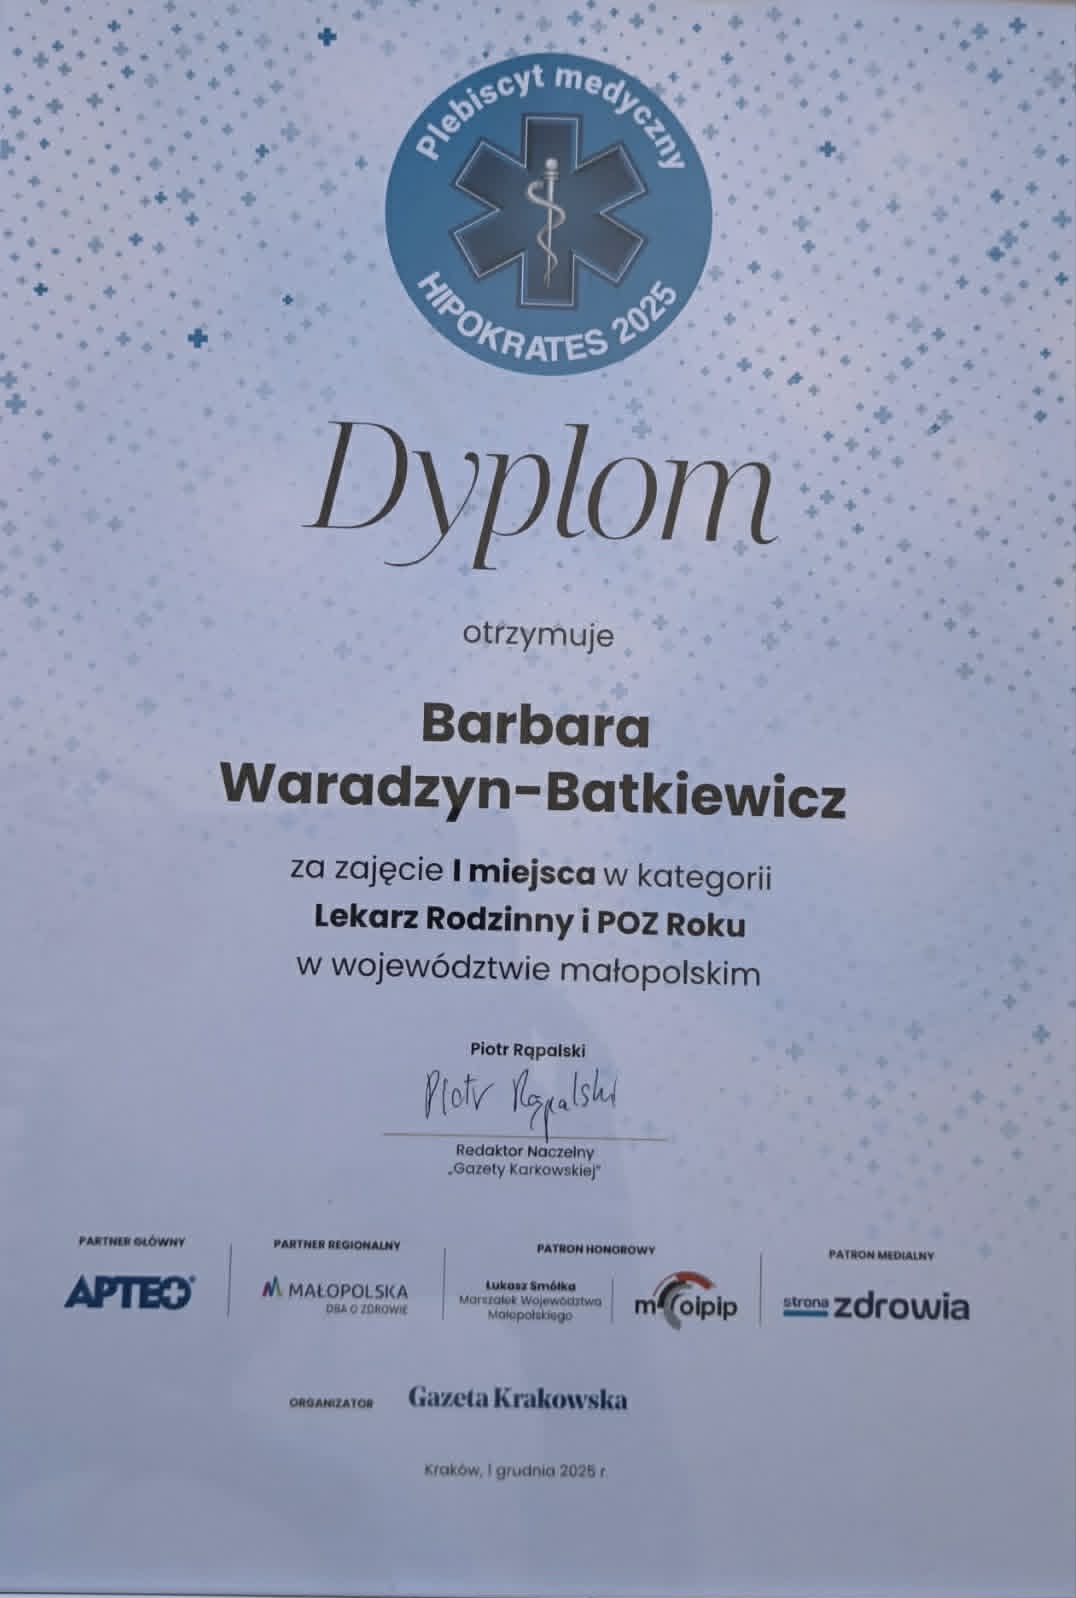 Plebiscyt medyczny
HIPOKRATES 2025
Dyplom
otrzymuje
Barbara
Waradzyn-Batkiewicz
za zajęcie I miejsca w kategorii
Lekarz Rodzinny i POZ Roku
w województwie małopolskim
Piotr Rąpalski
Piotr Rąpalski
Redaktor Naczelny
„Gazety Karkowskiej"
PARTNER GŁÓWNY
APTEO
PARTNER REGIONALNY
MAŁOPOLSKA
DBA O ZDROWIE
PATRON HONOROWY
Łukasz Smółka
Marszałek Województwa
Małopolskiego
moipip
PATRON MEDIALNY
strona zdrowia
ORGANIZATOR
Gazeta Krakowska
Kraków, 1 grudnia 2025 r.